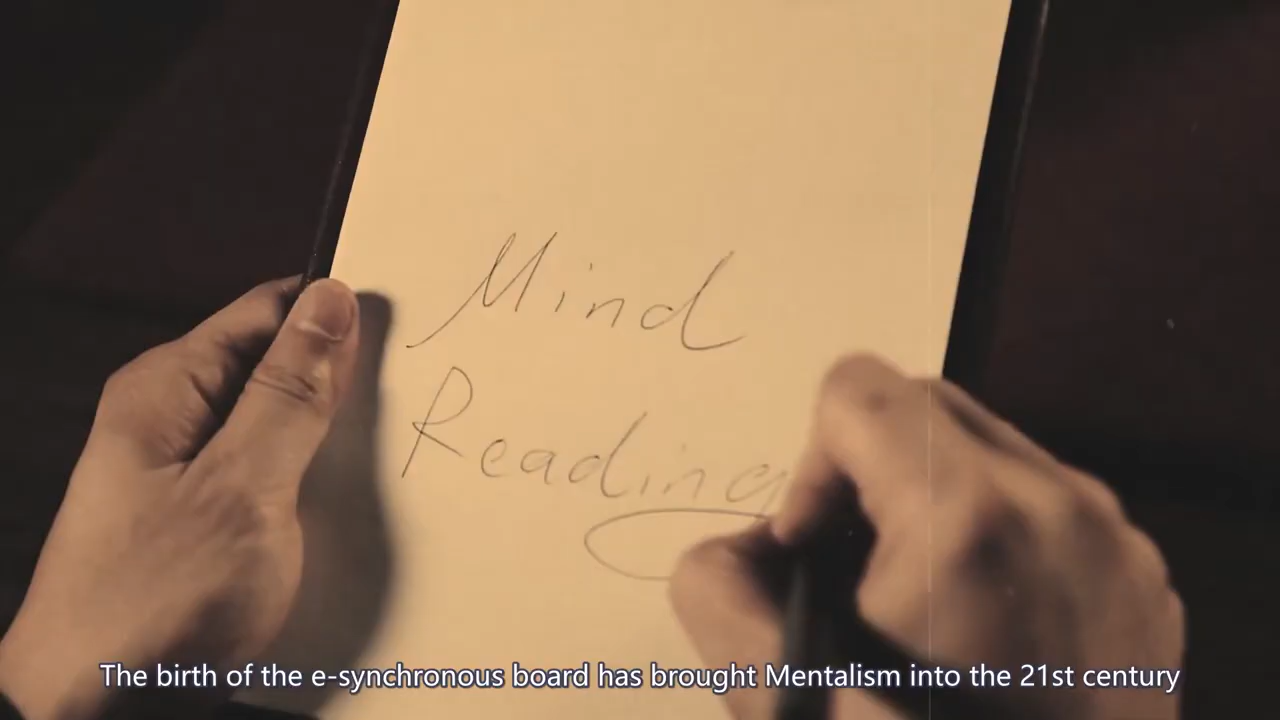 Mind
Reading
The birth of the e-synchronous board has brought Mentalism into the 21st century